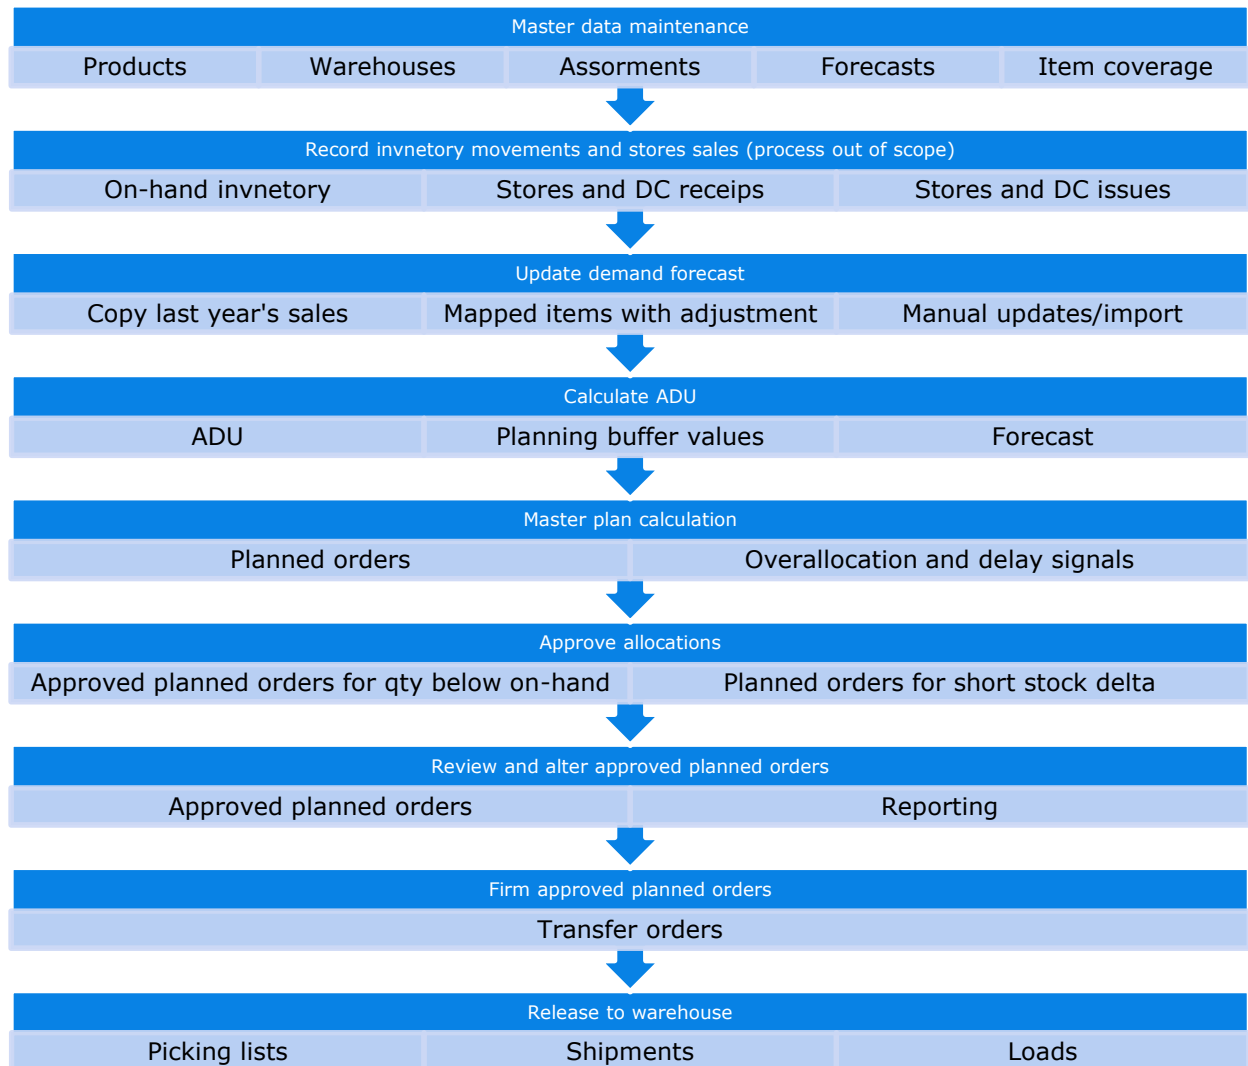 Master data maintenance
Products Warehouses Assorments Forecasts Item coverage
Record invnetory movements and stores sales (process out of scope)
On-hand invnetory Stores and DC receips Stores and DC issues
Update demand forecast
Copy last year's sales Mapped items with adjustment Manual updates/import
Calculate ADU
ADU Planning buffer values Forecast
Master plan calculation
Planned orders Overallocation and delay signals
Approve allocations
Approved planned orders for qty below on-hand Planned orders for short stock delta
Review and alter approved planned orders
Approved planned orders Reporting
Firm approved planned orders
Transfer orders
Release to warehouse
Picking lists Shipments Loads